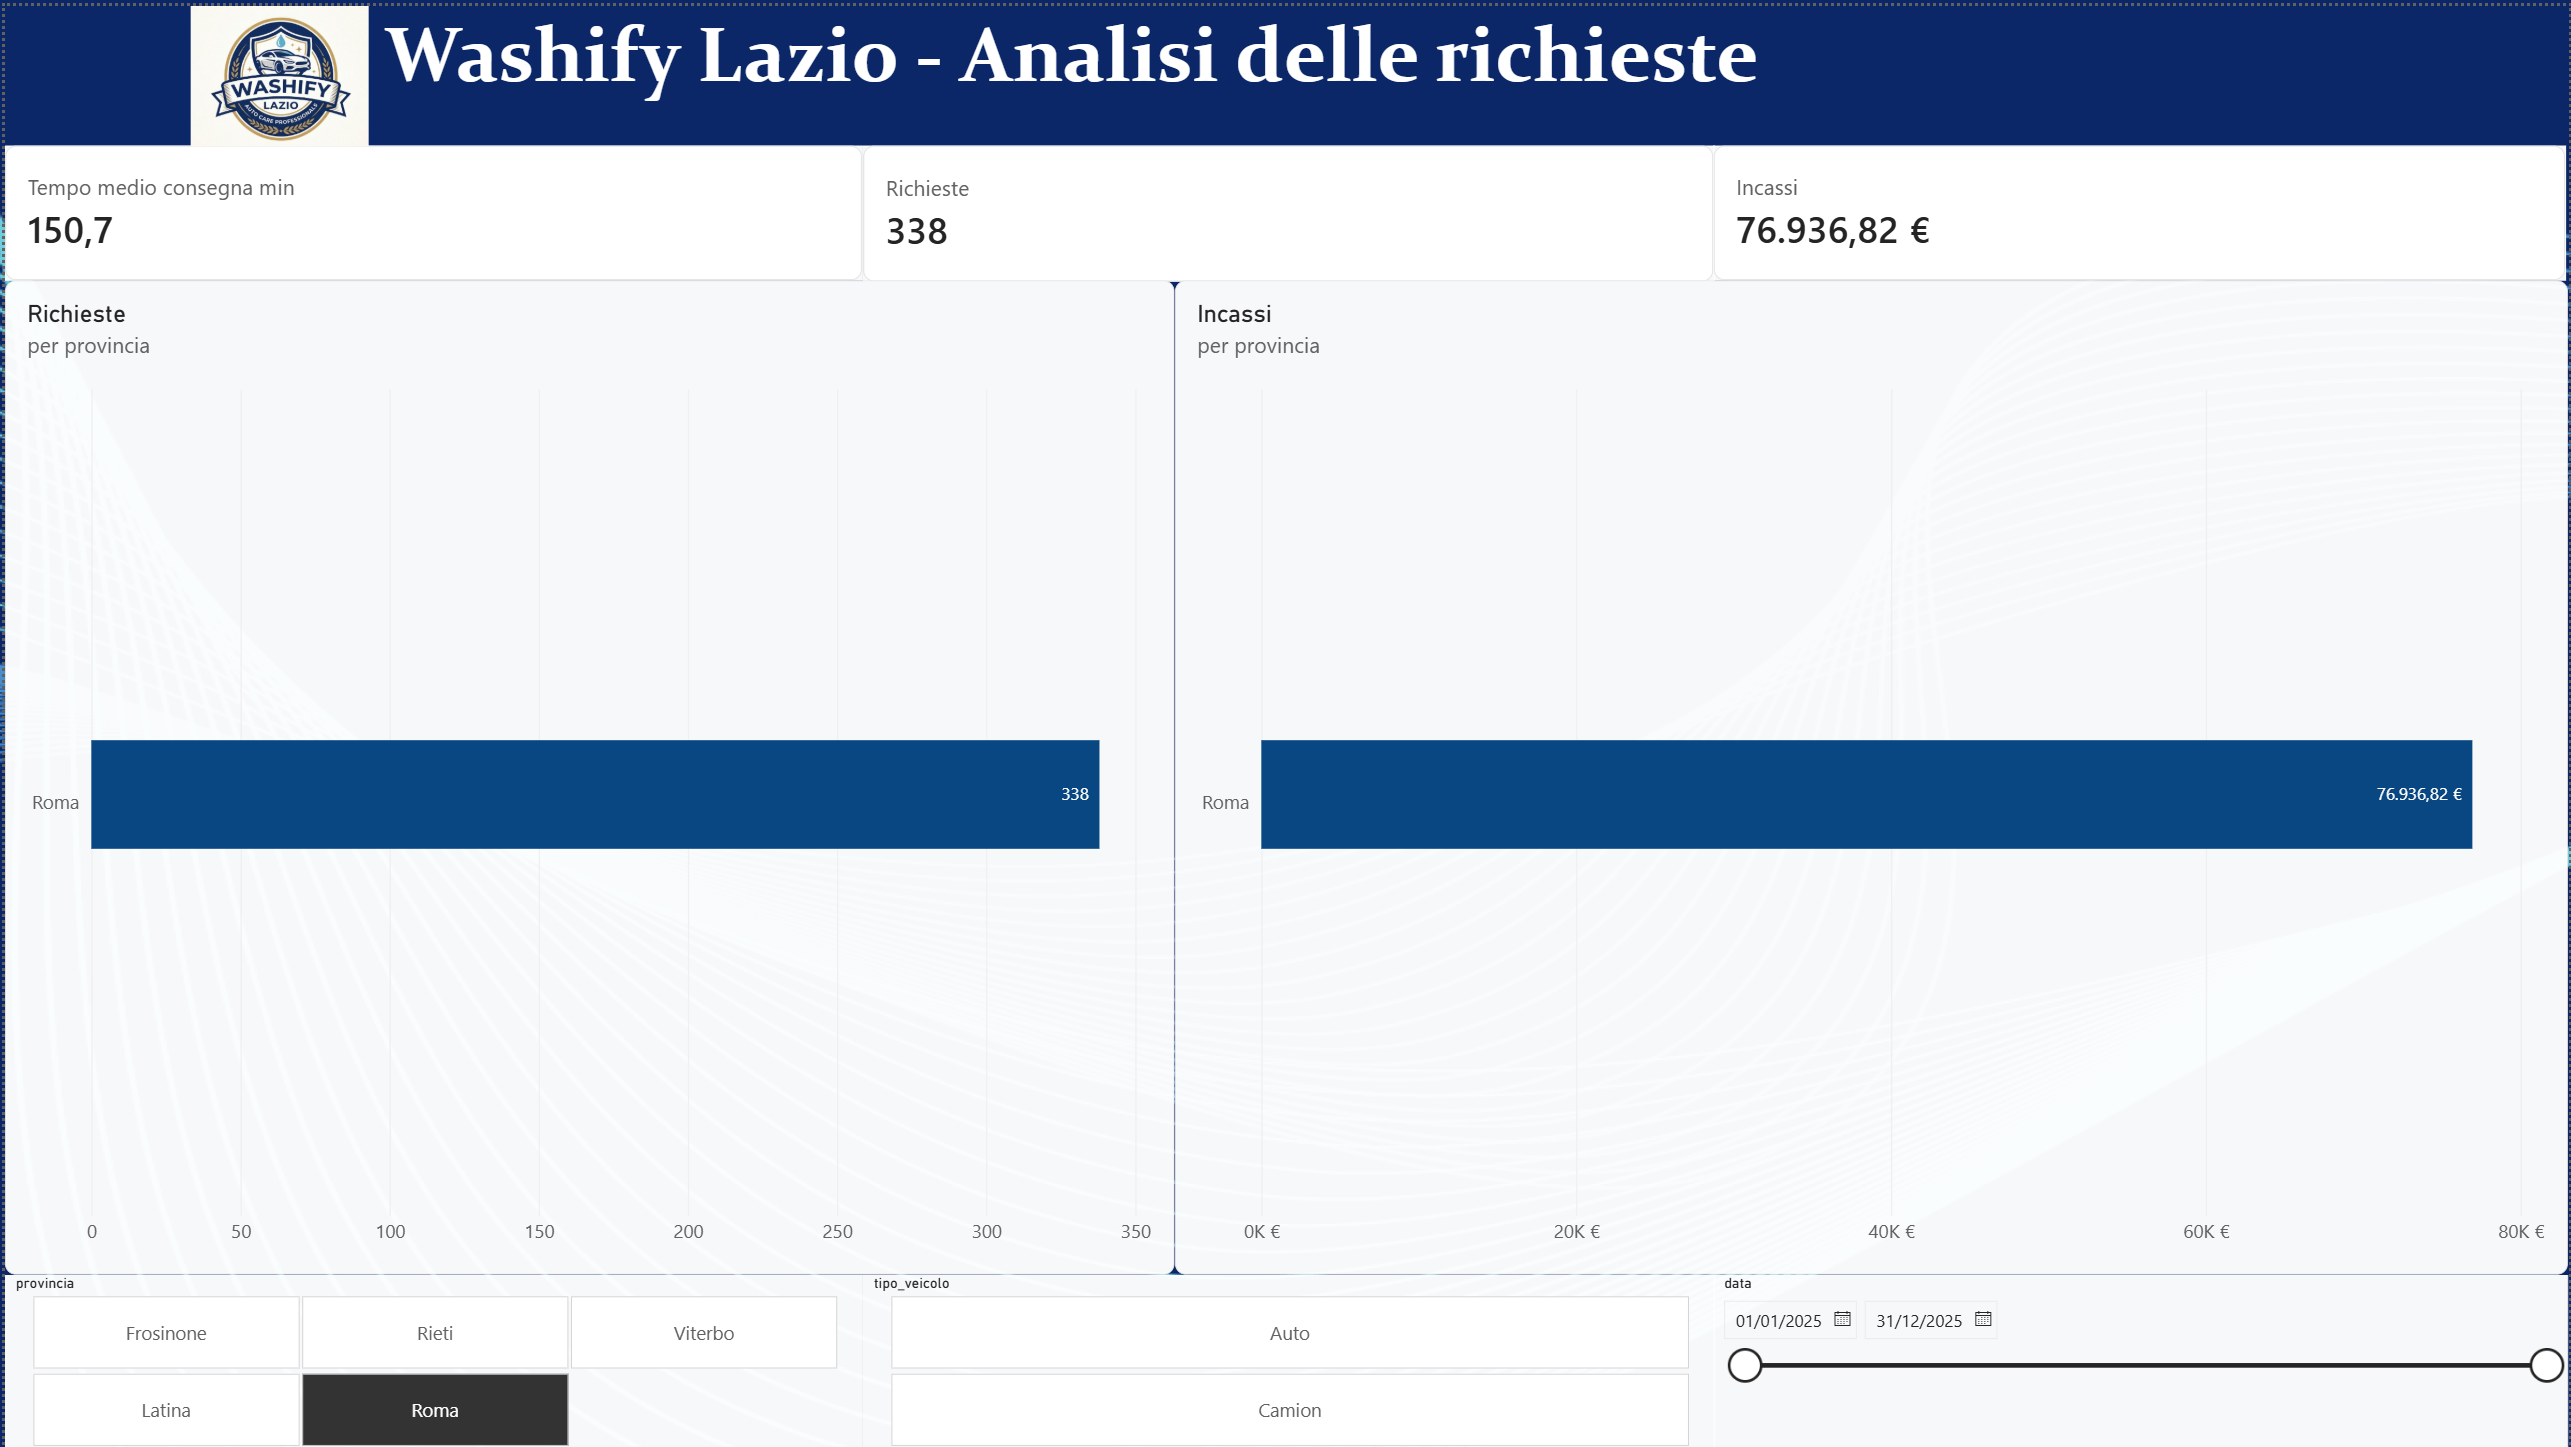 WASHIFY
LAZIO
AUTO CARE PROFESSIONALS
Washify Lazio - Analisi delle richieste
Tempo medio consegna min
150,7
Richieste
338
Incassi
76.936,82 €
Richieste
per provincia
Roma
338
0 50 100 150 200 250 300 350
Incassi
per provincia
Roma
76.936,82 €
0K € 20K € 40K € 60K € 80K €
provincia
Frosinone Rieti Viterbo
Latina Roma
tipo_veicolo
Auto
Camion
data
01/01/2025 31/12/2025